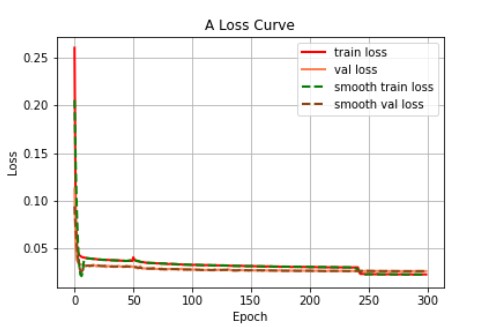 A Loss Curve
train loss
val loss
smooth train loss
smooth val loss
0.25
0.20
0.15
0.10
0.05
Loss
0 50 100 150 200 250 300
Epoch